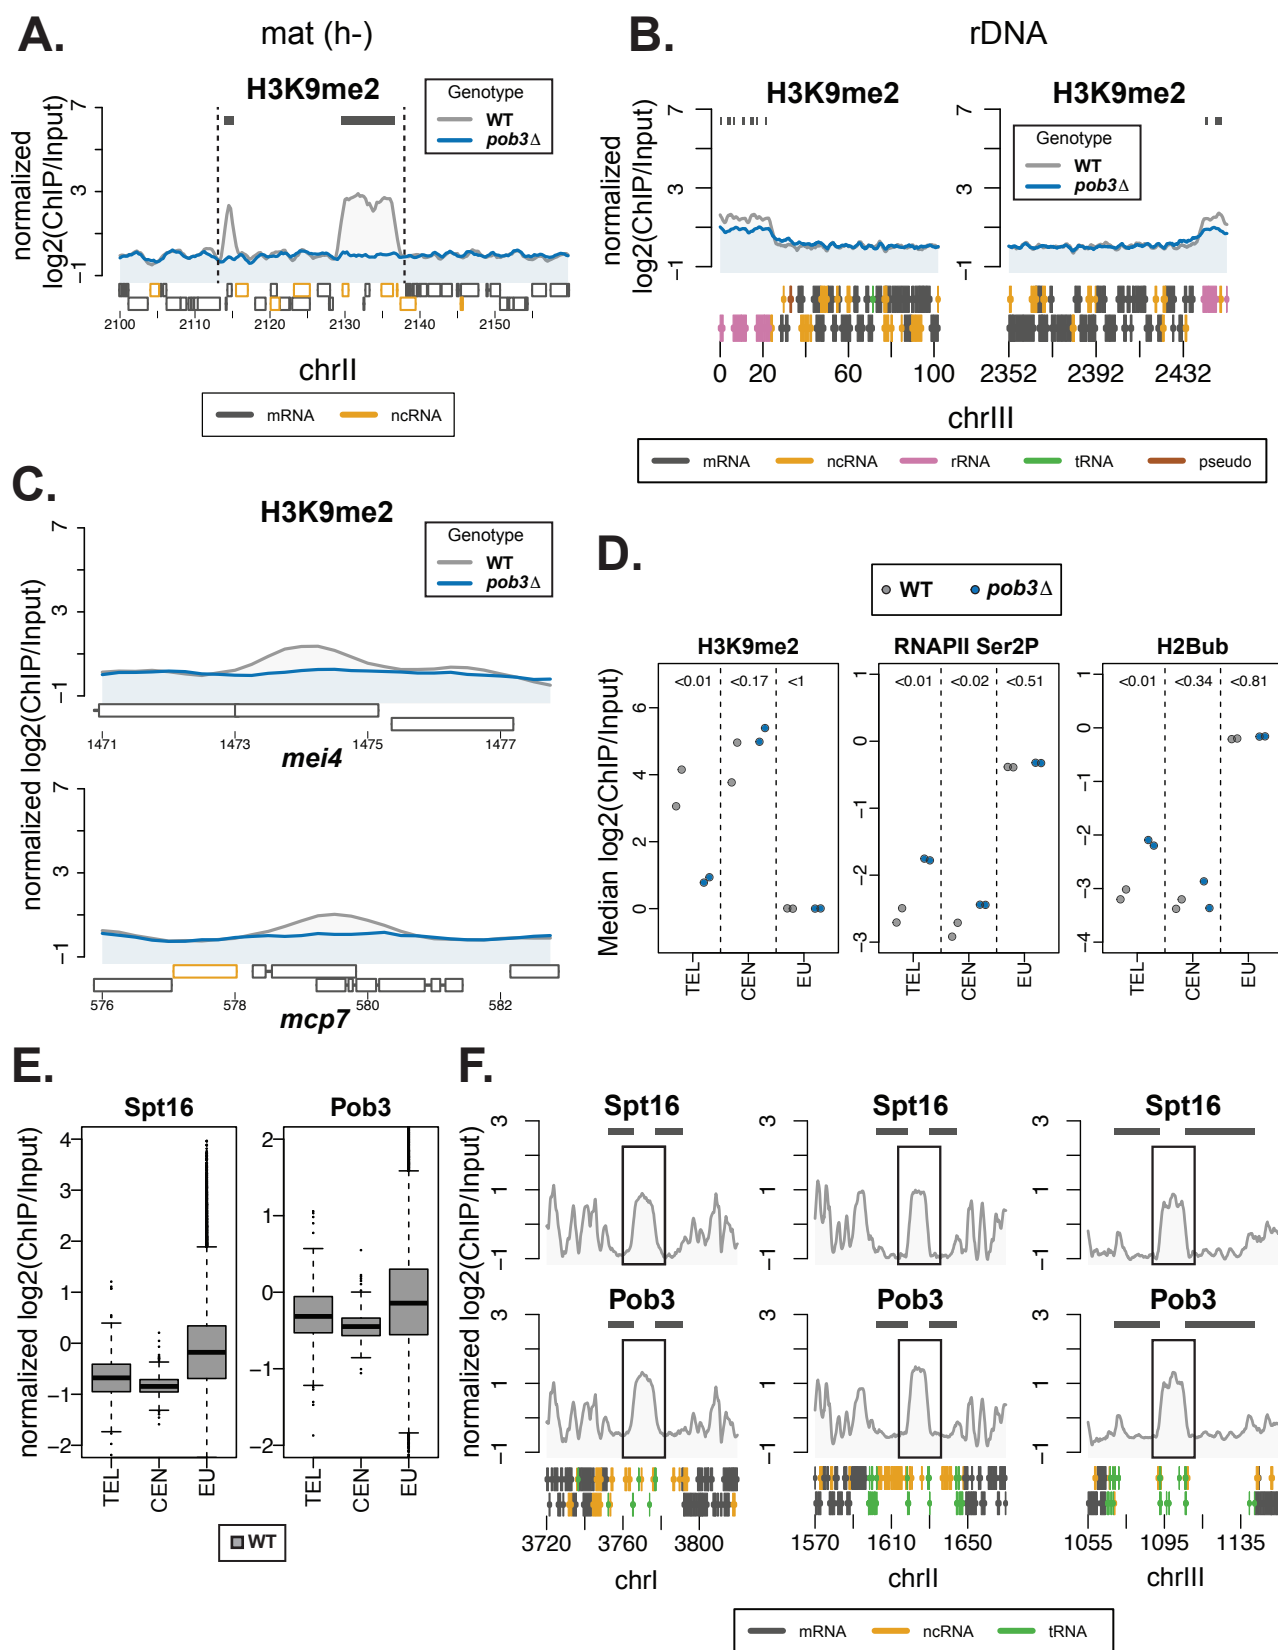 A.
mat (h-)
H3K9me2
Genotype
WT
pob3Δ
normalized
log2(ChIP/Input)
7
3
−1
2100
2110
2120
2130
2140
2150
chrII
mRNA
ncRNA
B.
rDNA
H3K9me2
H3K9me2
Genotype
WT
pob3Δ
normalized
log2(ChIP/Input)
7
3
−1
7
3
−1
0
20
60
100
2352
2392
2432
chrIII
mRNA
ncRNA
rRNA
tRNA
pseudo
C.
H3K9me2
Genotype
WT
pob3Δ
normalized log2(ChIP/Input)
7
3
−1
1471
1473
1475
1477
mei4
7
3
−1
576
578
580
582
mcp7
D.
WT
pob3Δ
H3K9me2
RNAPII Ser2P
H2Bub
Median log2(ChIP/Input)
<0.01
<0.17
<1
6
4
2
0
TEL
CEN
EU
<0.01
<0.02
<0.51
0
−1
−2
−3
TEL
CEN
EU
<0.01
<0.34
<0.81
1
0
−1
−2
−3
−4
TEL
CEN
EU
E.
Spt16
Pob3
normalized log2(ChIP/Input)
4
3
2
1
0
−1
−2
TEL
CEN
EU
2
1
0
−1
−2
TEL
CEN
EU
WT
F.
Spt16
Spt16
Spt16
normalized log2(ChIP/Input)
3
1
−1
3
1
−1
3
1
−1
Pob3
Pob3
Pob3
3
1
−1
3
1
−1
3
1
−1
3720
3760
3800
1570
1610
1650
1055
1095
1135
chrI
chrII
chrIII
mRNA
ncRNA
tRNA